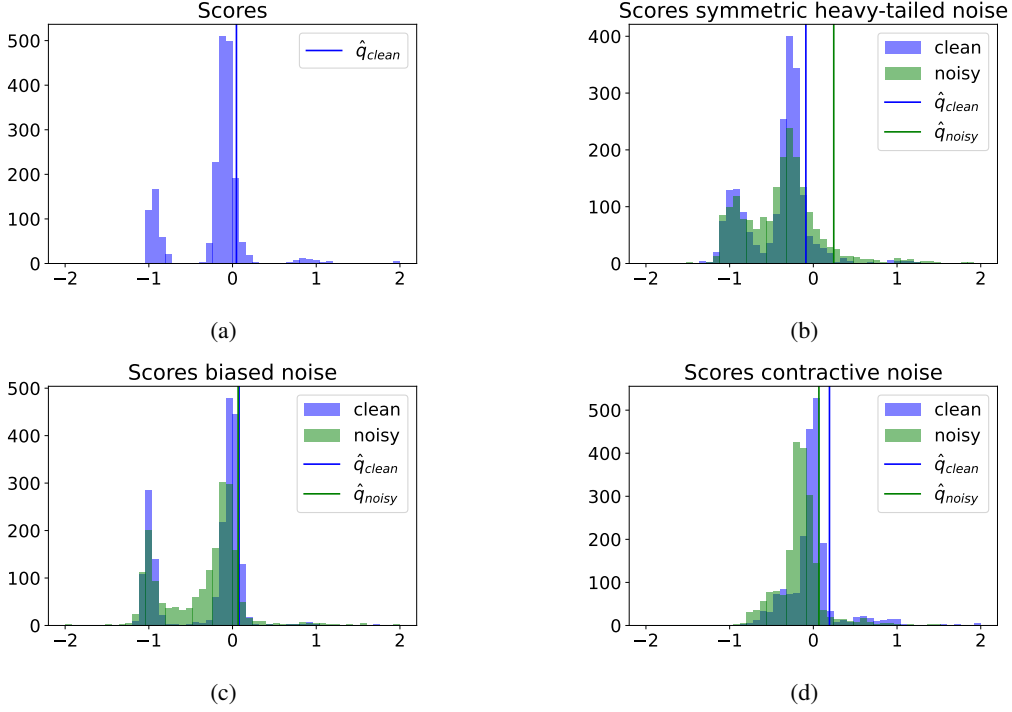 Scores
500
400
300
200
100
0
−2 −1 0 1 2
q̂clean
(a)
Scores symmetric heavy-tailed noise
400
300
200
100
0
−2 −1 0 1 2
clean
noisy
q̂clean
q̂noisy
(b)
Scores biased noise
500
400
300
200
100
0
−2 −1 0 1 2
clean
noisy
q̂clean
q̂noisy
(c)
Scores contractive noise
500
400
300
200
100
0
−2 −1 0 1 2
clean
noisy
q̂clean
q̂noisy
(d)